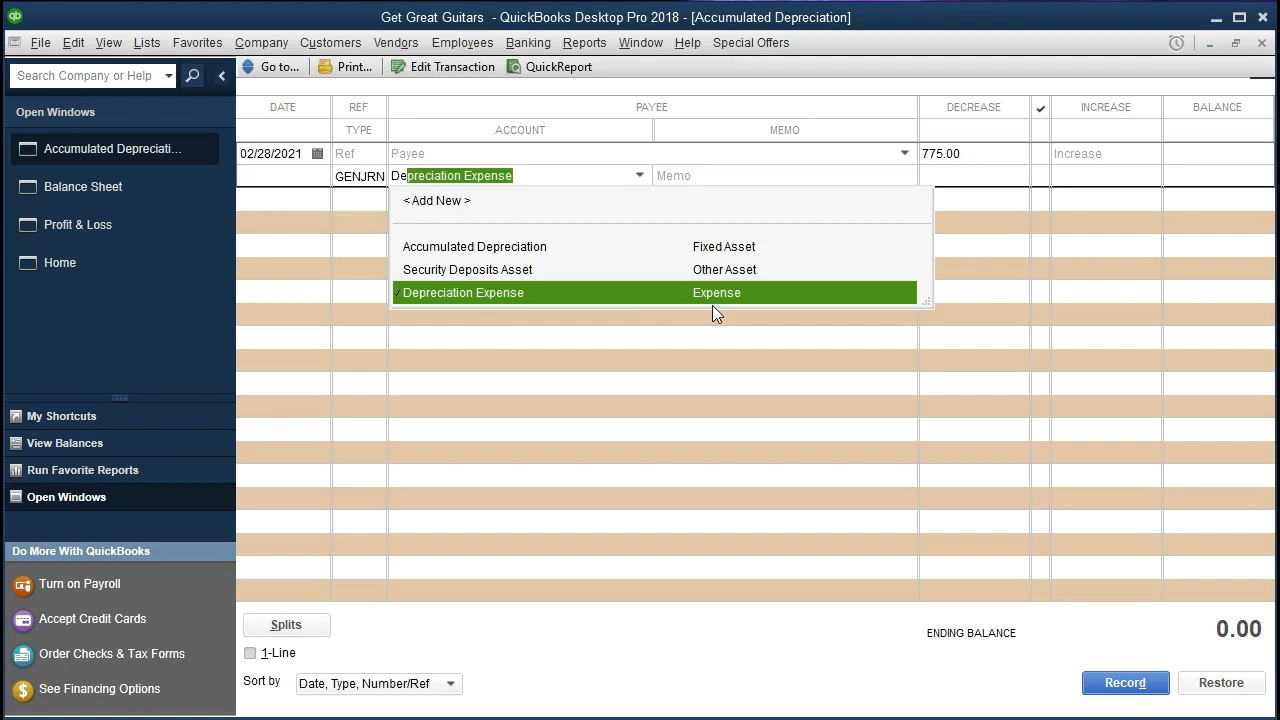 qb
Get Great Guitars - QuickBooks Desktop Pro 2018 - [Accumulated Depreciation]
File Edit View Lists Favorites Company Customers Vendors Employees Banking Reports Window Help Special Offers
Search Company or Help
Go to... Print... Edit Transaction QuickReport
Open Windows
Accumulated Depreciati...
Balance Sheet
Profit & Loss
Home
My Shortcuts
View Balances
Run Favorite Reports
Open Windows
Do More With QuickBooks
Turn on Payroll
Accept Credit Cards
Order Checks & Tax Forms
See Financing Options
DATE REF PAYEE DECREASE ✓ INCREASE BALANCE
TYPE ACCOUNT MEMO
02/28/2021 Ref Payee 775.00 Increase
GENJRN Depreciation Expense Memo
< Add New >
Accumulated Depreciation Fixed Asset
Security Deposits Asset Other Asset
✓ Depreciation Expense Expense
Splits
1-Line
Sort by Date, Type, Number/Ref
ENDING BALANCE 0.00
Record Restore